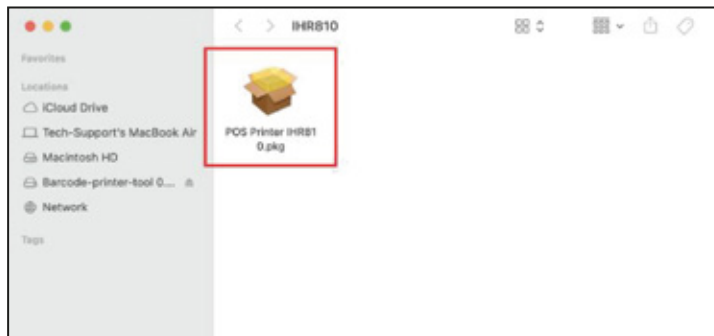 IHR810
Favorites
Locations
iCloud Drive
Tech-Support's MacBook Air
Macintosh HD
Barcode-printer-tool 0....
Network
Tags
POS Printer IHR81
0.pkg